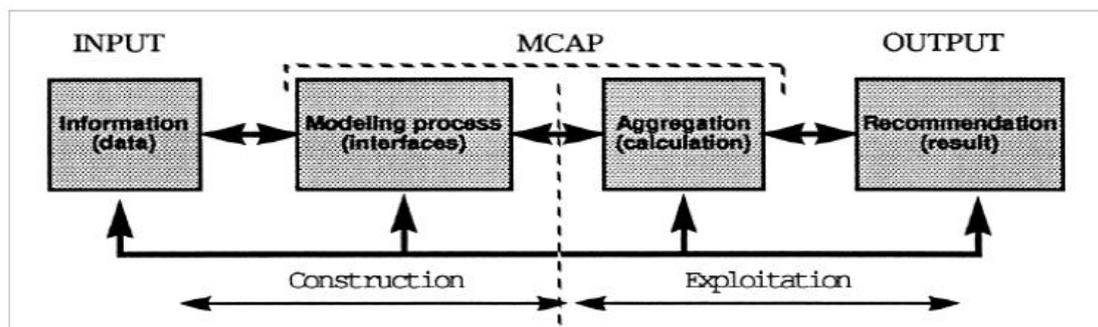 INPUT
MCAP
OUTPUT
Information
(data)
Modeling process
(interfaces)
Aggregation
(calculation)
Recommendation
(result)
Construction
Exploitation